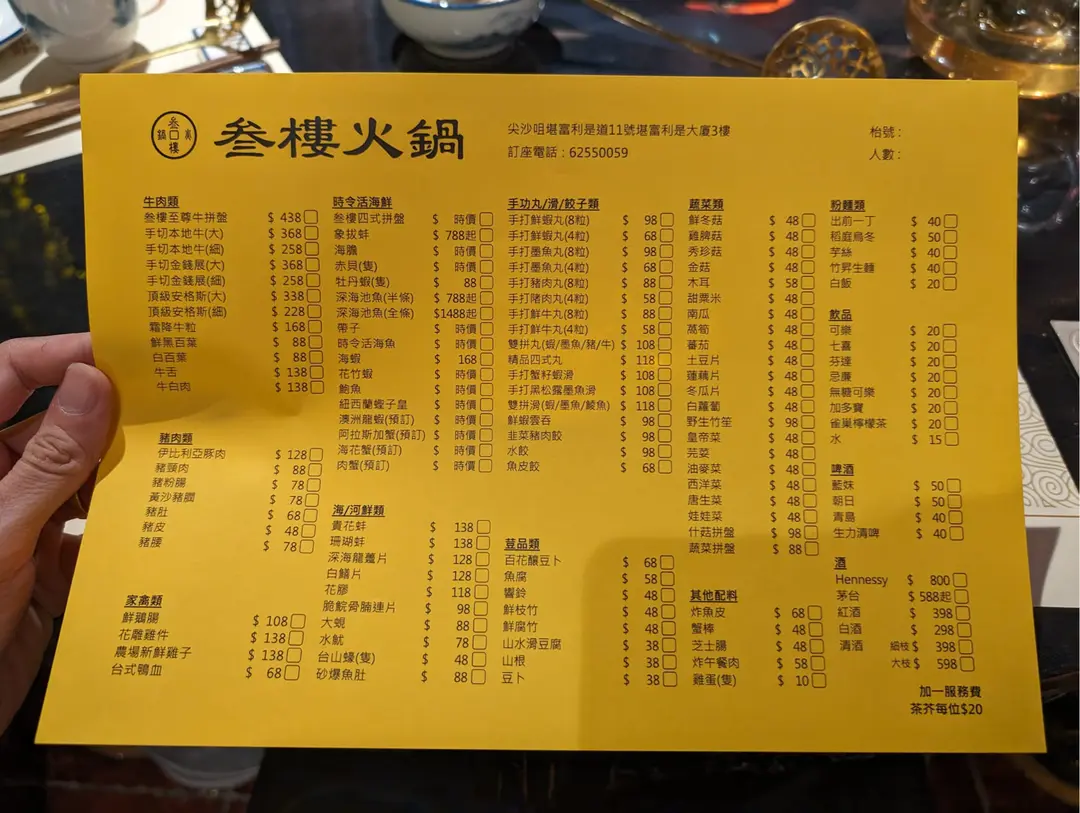 叁樓火鍋
尖沙咀堪富利是道11號堪富利是大廈3樓
訂座電話：62550059
枱號：
人數：
牛肉類
叁樓至尊牛拼盤 $ 438
手切本地牛(大) $ 368
手切本地牛(細) $ 258
手切金錢𦟌(大) $ 368
手切金錢𦟌(細) $ 258
頂級安格斯(大) $ 338
頂級安格斯(細) $ 228
霜降牛粒 $ 168
鮮黑百葉 $ 88
白百葉 $ 88
牛舌 $ 138
牛白肉 $ 138
豬肉類
伊比利亞豚肉 $ 128
豬頸肉 $ 88
豬粉腸 $ 78
黃沙豬膶 $ 78
豬肚 $ 68
豬皮 $ 48
豬腰 $ 78
家禽類
鮮鵝腸 $ 108
花雕雞件 $ 138
農場新鮮雞子 $ 138
台式鴨血 $ 68
時令活海鮮
叁樓四式拼盤 $ 時價
象拔蚌 $ 788起
海膽 $ 時價
赤貝(隻) $ 時價
牡丹蝦(隻) $ 88
深海池魚(半條) $ 788起
深海池魚(全條) $1488起
帶子 $ 時價
時令活海魚 $ 時價
海蝦 $ 168
花竹蝦 $ 時價
鮑魚 $ 時價
紐西蘭蟶子皇 $ 時價
澳洲龍蝦(預訂) $ 時價
阿拉斯加蟹(預訂) $ 時價
海花蟹(預訂) $ 時價
肉蟹(預訂) $ 時價
海/河鮮類
貴花蚌 $ 138
珊瑚蚌 $ 138
深海龍躉片 $ 128
白鱔片 $ 128
花膠 $ 118
脆鯇骨腩連片 $ 98
大蜆 $ 88
水魷 $ 78
台山蠔(隻) $ 48
砂爆魚肚 $ 88
手功丸/滑/餃子類
手打鮮蝦丸(8粒) $ 98
手打鮮蝦丸(4粒) $ 68
手打墨魚丸(8粒) $ 98
手打墨魚丸(4粒) $ 68
手打豬肉丸(8粒) $ 88
手打陼肉丸(4粒) $ 58
手打鮮牛丸(8粒) $ 88
手打鮮牛丸(4粒) $ 58
雙拼丸(蝦/墨魚/豬/牛) $ 108
精品四式丸 $ 118
手打蟹籽蝦滑 $ 108
手打黑松露墨魚滑 $ 108
雙拼滑(蝦/墨魚/鯪魚) $ 118
鮮蝦雲吞 $ 98
韭菜豬肉餃 $ 98
水餃 $ 98
魚皮餃 $ 68
荳品類
百花釀豆卜 $ 68
魚腐 $ 58
響鈴 $ 48
鮮枝竹 $ 48
鮮腐竹 $ 48
山水滑豆腐 $ 38
山根 $ 38
豆卜 $ 38
蔬菜類
鮮冬菇 $ 48
雞脾菇 $ 48
秀珍菇 $ 48
金菇 $ 48
木耳 $ 58
甜粟米 $ 48
南瓜 $ 48
萵筍 $ 48
蕃茄 $ 48
土豆片 $ 48
蓮藕片 $ 48
冬瓜片 $ 48
白蘿蔔 $ 48
野生竹笙 $ 48
皇帝菜 $ 48
芫茜 $ 48
油麥菜 $ 48
西洋菜 $ 48
唐生菜 $ 48
娃娃菜 $ 48
什菇拼盤 $ 98
蔬菜拼盤 $ 88
其他配料
炸魚皮 $ 68
蟹棒 $ 48
芝士腸 $ 48
炸午餐肉 $ 58
雞蛋(隻) $ 10
粉麵類
出前一丁 $ 40
稻庭烏冬 $ 50
芋絲 $ 40
竹昇生麵 $ 40
白飯 $ 20
飲品
可樂 $ 20
七喜 $ 20
芬達 $ 20
忌廉 $ 20
無糖可樂 $ 20
加多寶 $ 20
雀巢檸檬茶 $ 20
水 $ 15
啤酒
藍妹 $ 50
朝日 $ 50
青島 $ 40
生力清啤 $ 40
酒
Hennessy $ 800
茅台 $ 588起
紅酒 $ 398
白酒 $ 298
清酒 細枝 $ 398
大枝 $ 598
加一服務費
茶芥每位$20